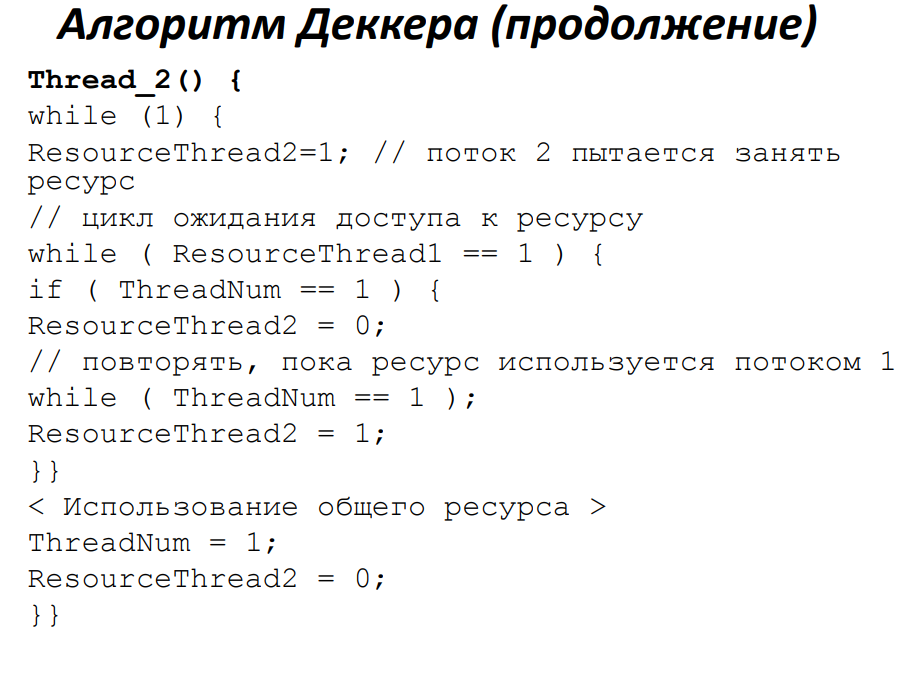 Алгоритм Деккера (продолжение)
Thread_2() {
while (1) {
ResourceThread2=1; // поток 2 пытается занять
ресурс
// цикл ожидания доступа к ресурсу
while ( ResourceThread1 == 1 ) {
if ( ThreadNum == 1 ) {
ResourceThread2 = 0;
// повторять, пока ресурс используется потоком 1
while ( ThreadNum == 1 );
ResourceThread2 = 1;
}}
< Использование общего ресурса >
ThreadNum = 1;
ResourceThread2 = 0;
}}